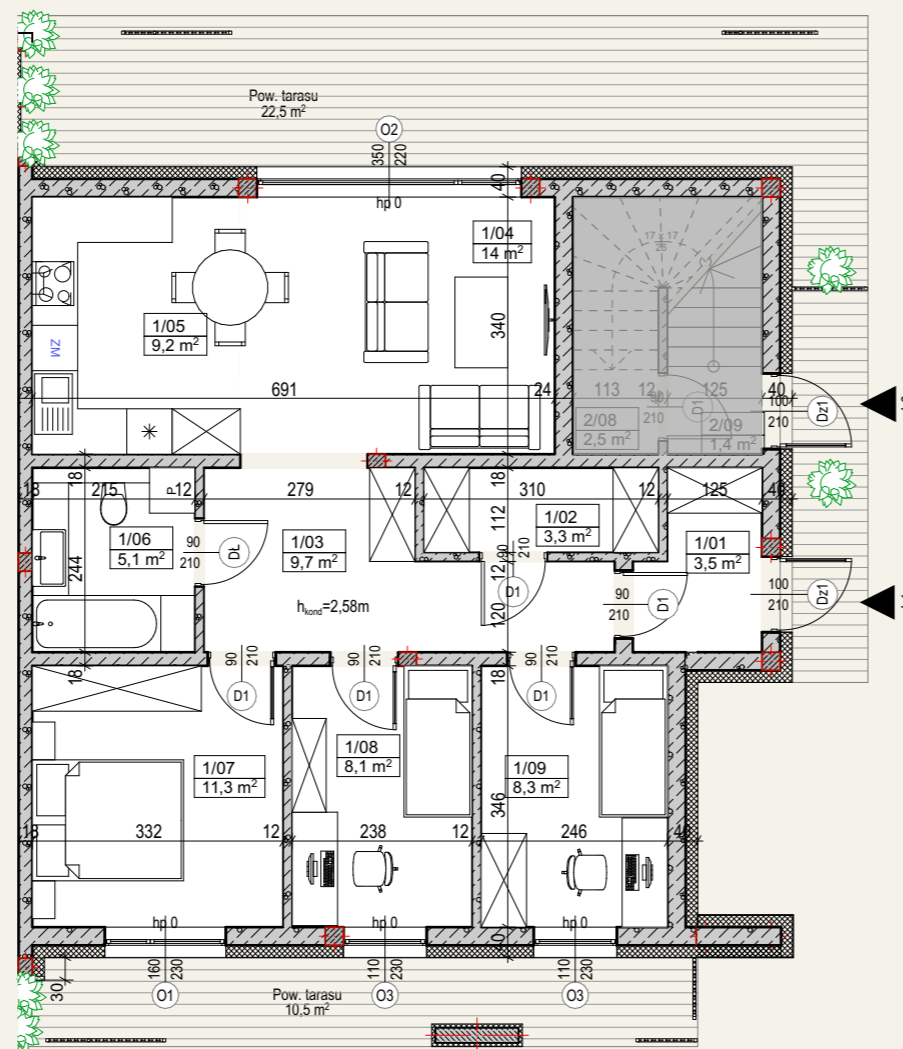 Pow. tarasu
22,5 m²
O2
350
220
40
hp 0
1/04
14 m²
17 x 17
26
1/05
9,2 m²
340
ZM
691
24
113
12
125
40
90
210
D1
100
210
Dz1
2/08
2,5 m²
2/09
1,4 m²
18
215
P
12
279
12
18
310
12
125
40
112
1/06
5,1 m²
90
210
DŁ
1/03
9,7 m²
1/02
3,3 m²
1/01
3,5 m²
244
90
210
12
D1
100
210
Dz1
90
210
D1
120
hkond=2,58m
18
90
210
D1
90
210
D1
18
90
210
D1
1/07
11,3 m²
1/08
8,1 m²
1/09
8,3 m²
346
18
332
12
238
12
246
40
hp 0
hp 0
hp 0
40
30
160
230
O1
110
230
O3
110
230
O3
Pow. tarasu
10,5 m²